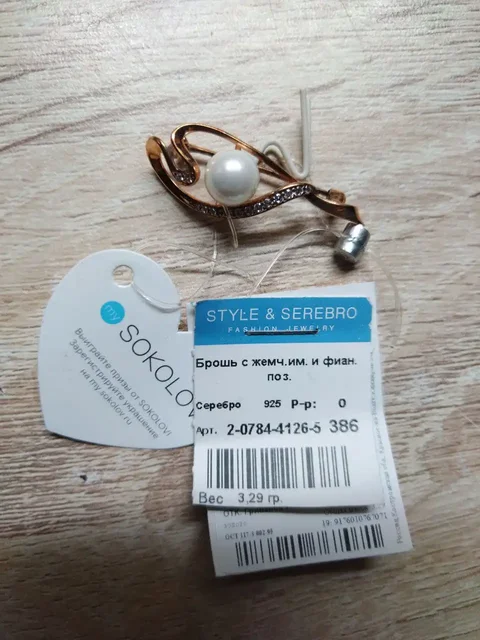 my
SOKOLOV
Выиграйте призы от SOKOLOV!
Зарегистрируйте украшение
на my.sokolov.ru
STYLE & SEREBRO
FASHION JEWELRY
Брошь с жемч.им. и фиан.
поз.
Серебро 925 Р-р: 0
Арт. 2-0784-4126-5 386
Вес 3,29 гр.